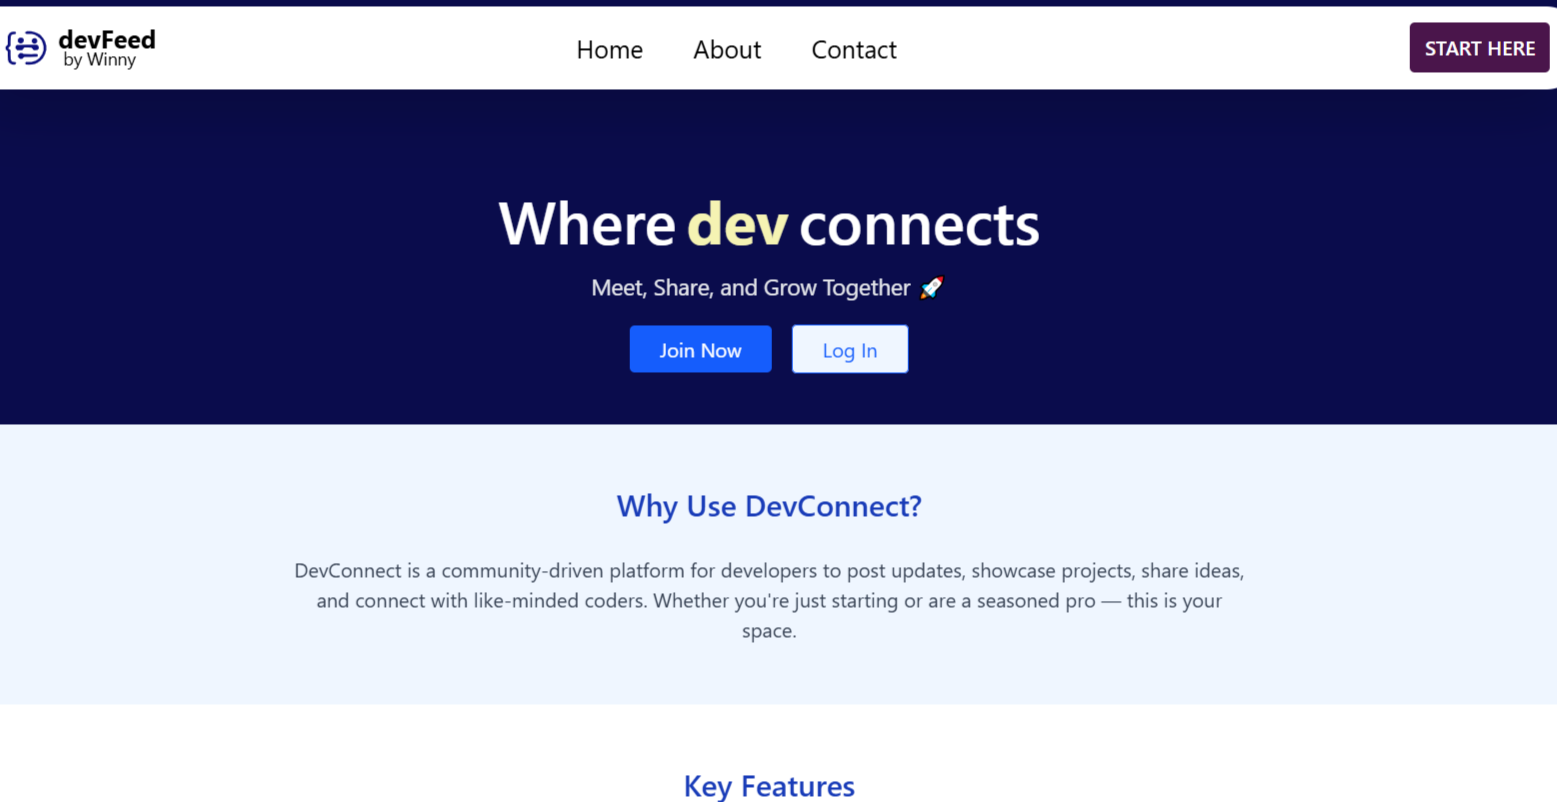 devFeed
by Winny
Home About Contact
START HERE
Where dev connects
Meet, Share, and Grow Together 🚀
Join Now Log In
Why Use DevConnect?
DevConnect is a community-driven platform for developers to post updates, showcase projects, share ideas,
and connect with like-minded coders. Whether you're just starting or are a seasoned pro — this is your
space.
Key Features